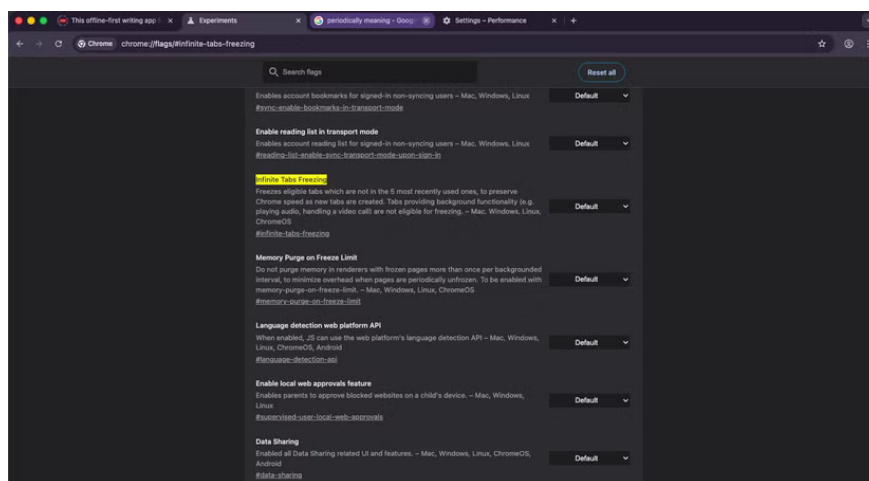 This offline-first writing app
Experiments
periodically meaning - Goog
Settings – Performance
Chrome
chrome://flags/#infinite-tabs-freezing
Search flags
Reset all
Enables account bookmarks for signed-in non-syncing users – Mac, Windows, Linux
Default
#sync-enable-bookmarks-in-transport-mode
Enable reading list in transport mode
Enables account reading list for signed-in non-syncing users – Mac, Windows, Linux
Default
#reading-list-enable-sync-transport-mode-upon-sign-in
Infinite Tabs Freezing
Freezes eligible tabs which are not in the 5 most recently used ones, to preserve
Chrome speed as new tabs are created. Tabs providing background functionality (e.g.
playing audio, handling a video call) are not eligible for freezing. – Mac, Windows, Linux,
ChromeOS
Default
#infinite-tabs-freezing
Memory Purge on Freeze Limit
Do not purge memory in renderers with frozen pages more than once per backgrounded
interval, to minimize overhead when pages are periodically unfrozen. To be enabled with
memory-purge-on-freeze-limit. – Mac, Windows, Linux, ChromeOS
Default
#memory-purge-on-freeze-limit
Language detection web platform API
When enabled, JS can use the web platform's language detection API – Mac, Windows,
Linux, ChromeOS, Android
Default
#language-detection-api
Enable local web approvals feature
Enables parents to approve blocked websites on a child's device. – Mac, Windows,
Linux
Default
#supervised-user-local-web-approvals
Data Sharing
Enabled all Data Sharing related UI and features. – Mac, Windows, Linux, ChromeOS,
Android
Default
#data-sharing